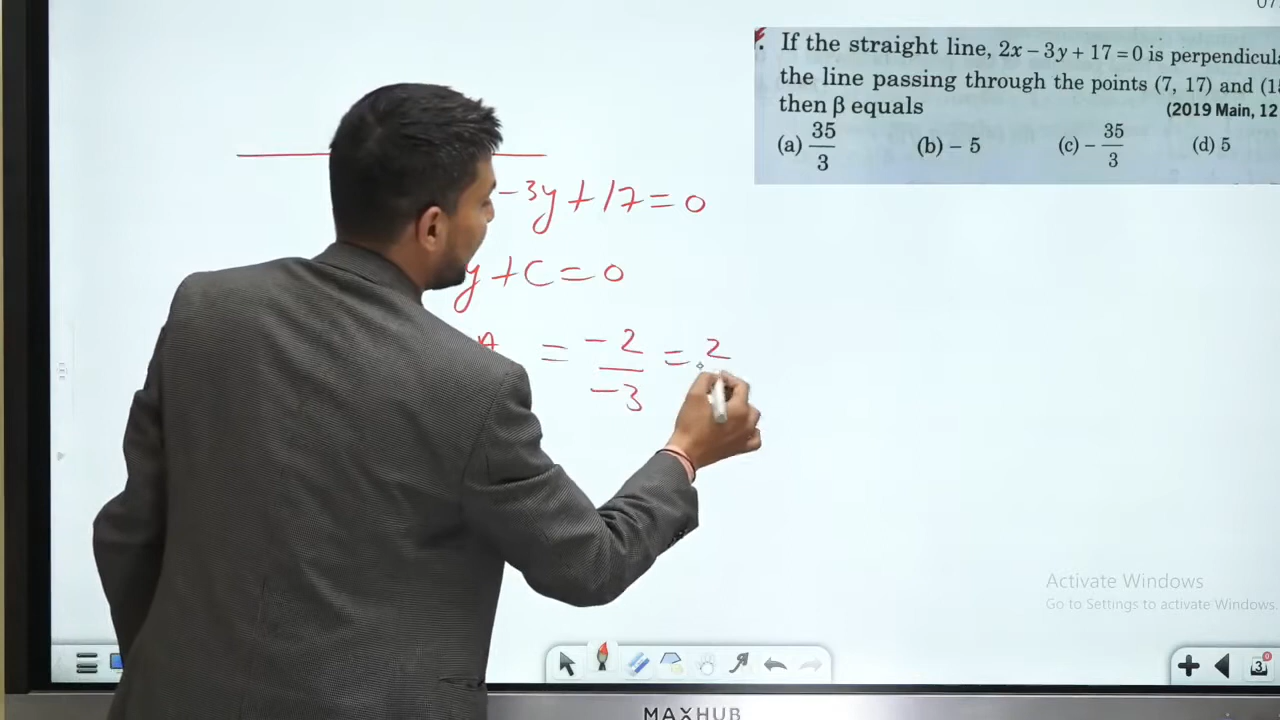 If the straight line, 2x – 3y + 17 = 0 is
the line passing through the points (7, 17) and
then β equals (2019 Main, 12
(a) 35/3 (b) – 5 (c) – 35/3 (d) 5
-3y + 17 = 0
y + C = 0
A = -2/-3 = 2
Activate Windows
Go to Settings to activate Windows.
3
MAXHUB